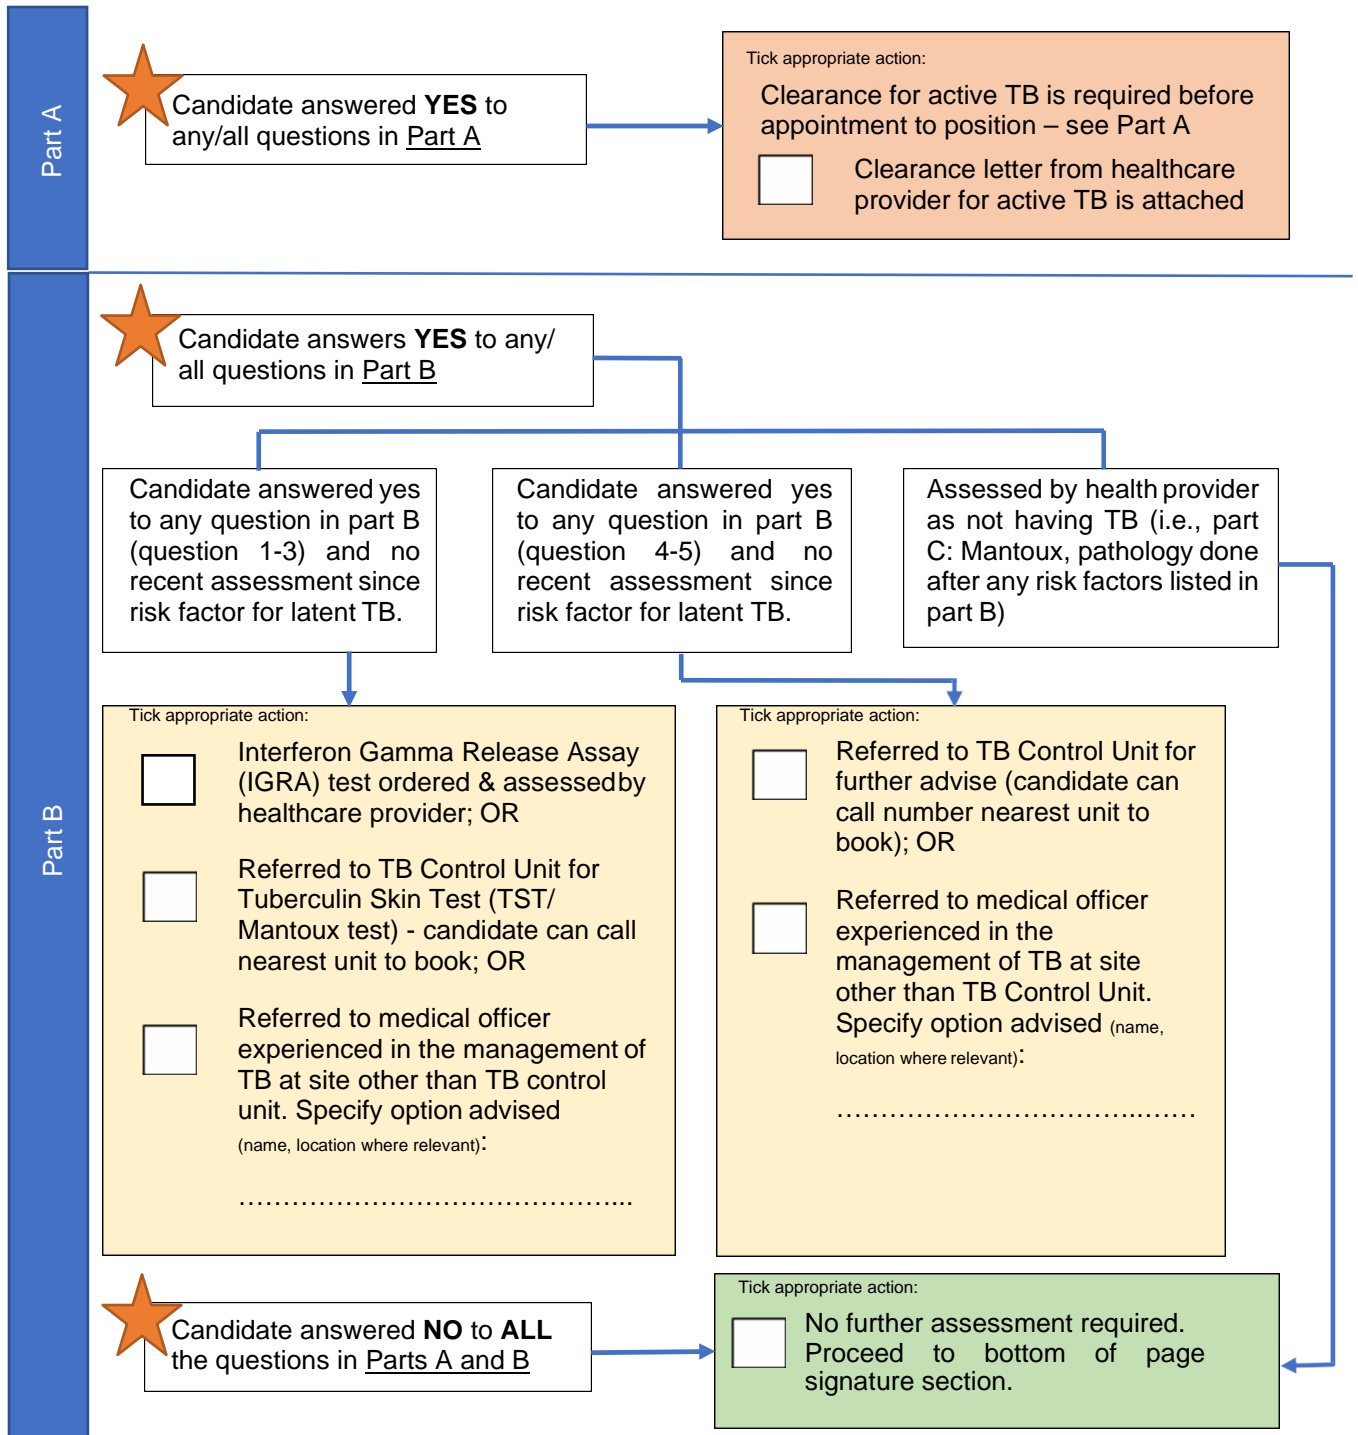 Part A
Candidate answered YES to
any/all questions in Part A
Tick appropriate action:
Clearance for active TB is required before
appointment to position – see Part A
Clearance letter from healthcare
provider for active TB is attached
Part B
Candidate answers YES to any/
all questions in Part B
Candidate answered yes
to any question in part B
(question 1-3) and no
recent assessment since
risk factor for latent TB.
Candidate answered yes
to any question in part B
(question 4-5) and no
recent assessment since
risk factor for latent TB.
Assessed by health provider
as not having TB (i.e., part
C: Mantoux, pathology done
after any risk factors listed in
part B)
Tick appropriate action:
Interferon Gamma Release Assay
(IGRA) test ordered & assessedby
healthcare provider; OR
Referred to TB Control Unit for
Tuberculin Skin Test (TST/
Mantoux test) - candidate can call
nearest unit to book; OR
Referred to medical officer
experienced in the management of
TB at site other than TB control
unit. Specify option advised
(name, location where relevant):
……………………………………...
Tick appropriate action:
Referred to TB Control Unit for
further advise (candidate can
call number nearest unit to
book); OR
Referred to medical officer
experienced in the
management of TB at site
other than TB Control Unit.
Specify option advised (name,
location where relevant):
……………………………..……
Candidate answered NO to ALL
the questions in Parts A and B
Tick appropriate action:
No further assessment required.
Proceed to bottom of page
signature section.